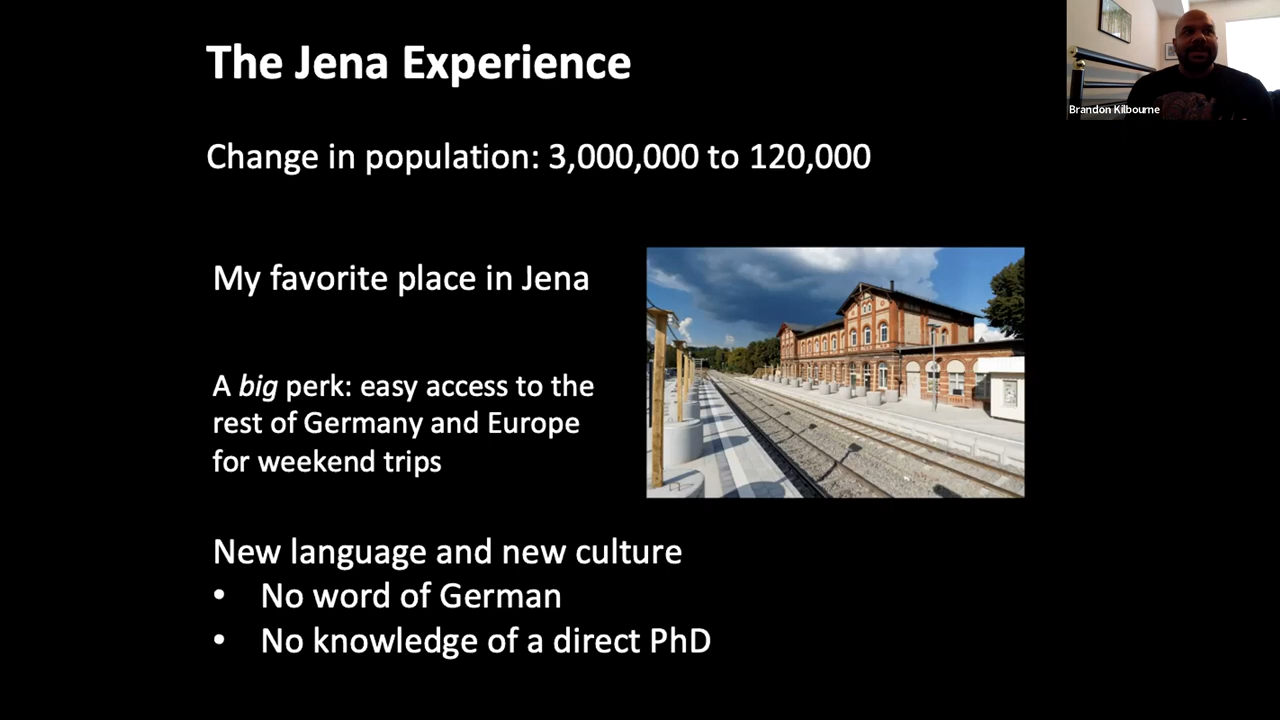 The Jena Experience
Brandon Kilbourne
Change in population: 3,000,000 to 120,000
My favorite place in Jena
A big perk: easy access to the
rest of Germany and Europe
for weekend trips
New language and new culture
• No word of German
• No knowledge of a direct PhD